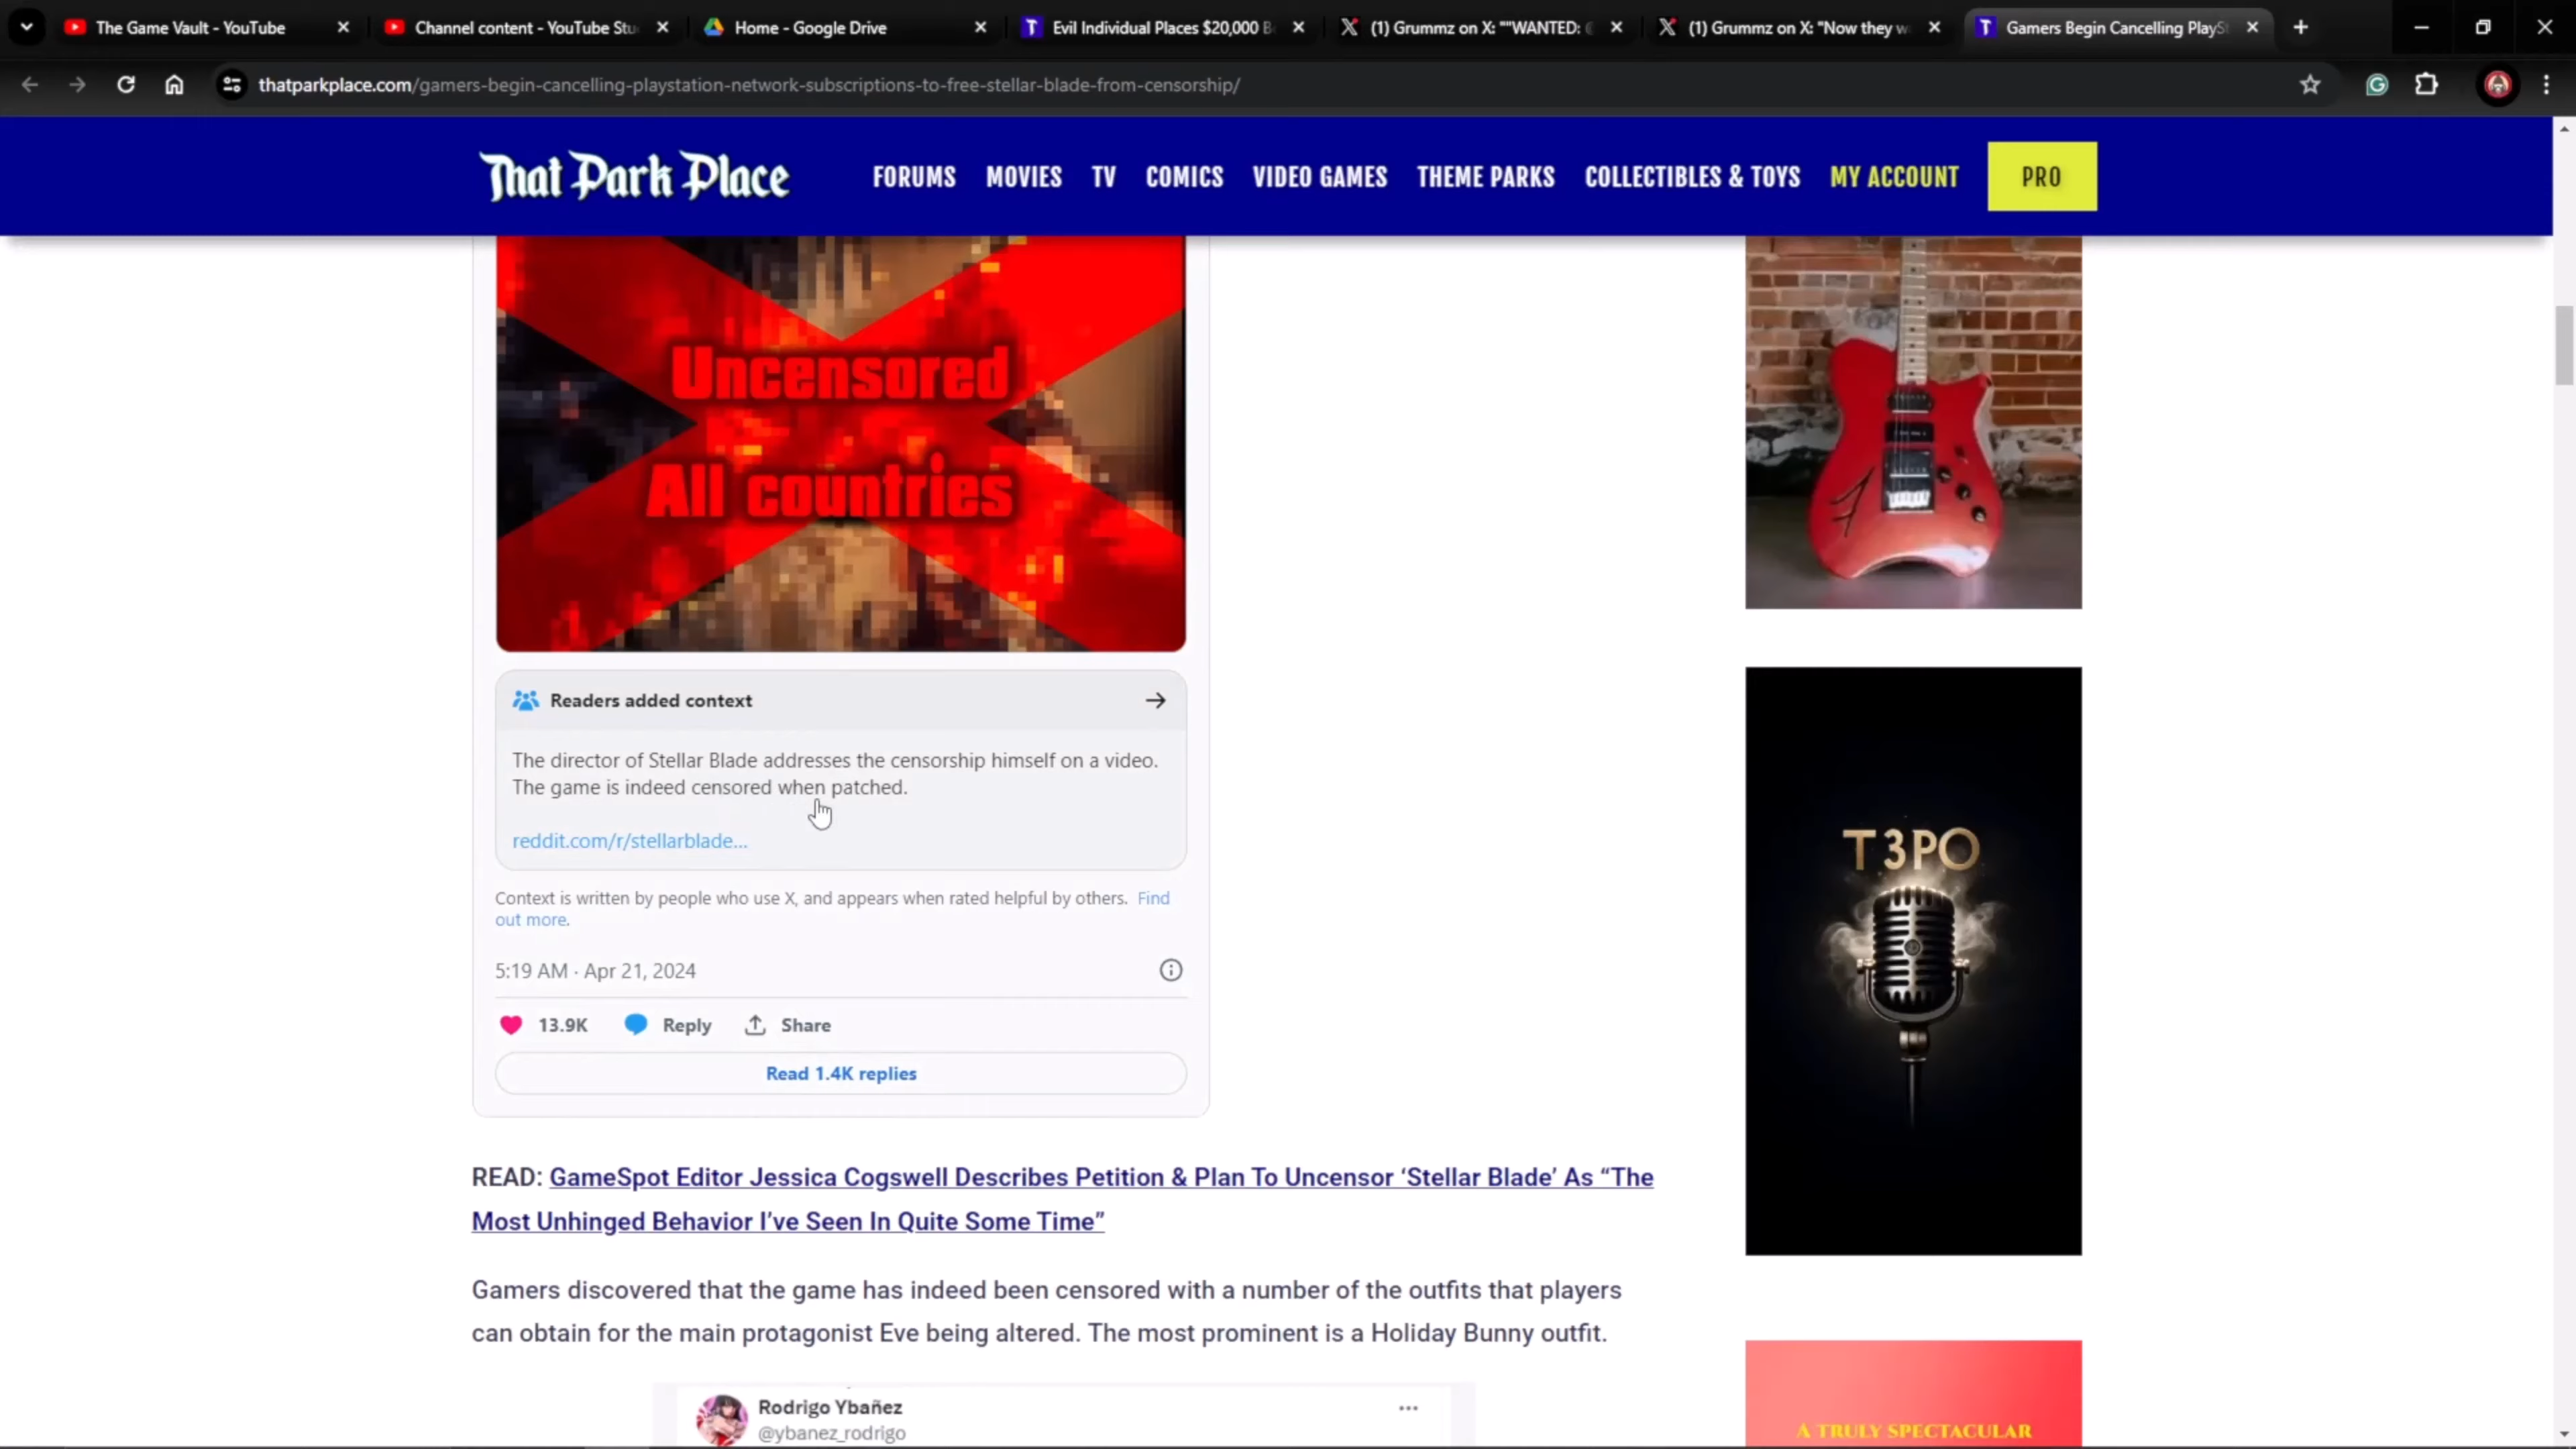 The Game Vault - YouTube
Channel content - YouTube Stu
Home - Google Drive
Evil Individual Places $20,000 B
(1) Grummz on X: ""WANTED:
(1) Grummz on X: "Now they w
Gamers Begin Cancelling PlaySt
thatparkplace.com/gamers-begin-cancelling-playstation-network-subscriptions-to-free-stellar-blade-from-censorship/
That Park Place
FORUMS
MOVIES
TV
COMICS
VIDEO GAMES
THEME PARKS
COLLECTIBLES & TOYS
MY ACCOUNT
PRO
Uncensored
All countries
Readers added context
The director of Stellar Blade addresses the censorship himself on a video.
The game is indeed censored when patched.
reddit.com/r/stellarblade...
Context is written by people who use X, and appears when rated helpful by others. Find
out more.
5:19 AM · Apr 21, 2024
13.9K
Reply
Share
Read 1.4K replies
READ: GameSpot Editor Jessica Cogswell Describes Petition & Plan To Uncensor ‘Stellar Blade’ As “The
Most Unhinged Behavior I’ve Seen In Quite Some Time”
Gamers discovered that the game has indeed been censored with a number of the outfits that players
can obtain for the main protagonist Eve being altered. The most prominent is a Holiday Bunny outfit.
Rodrigo Ybañez
@ybanez_rodrigo
T3PO
A TRULY SPECTACULAR